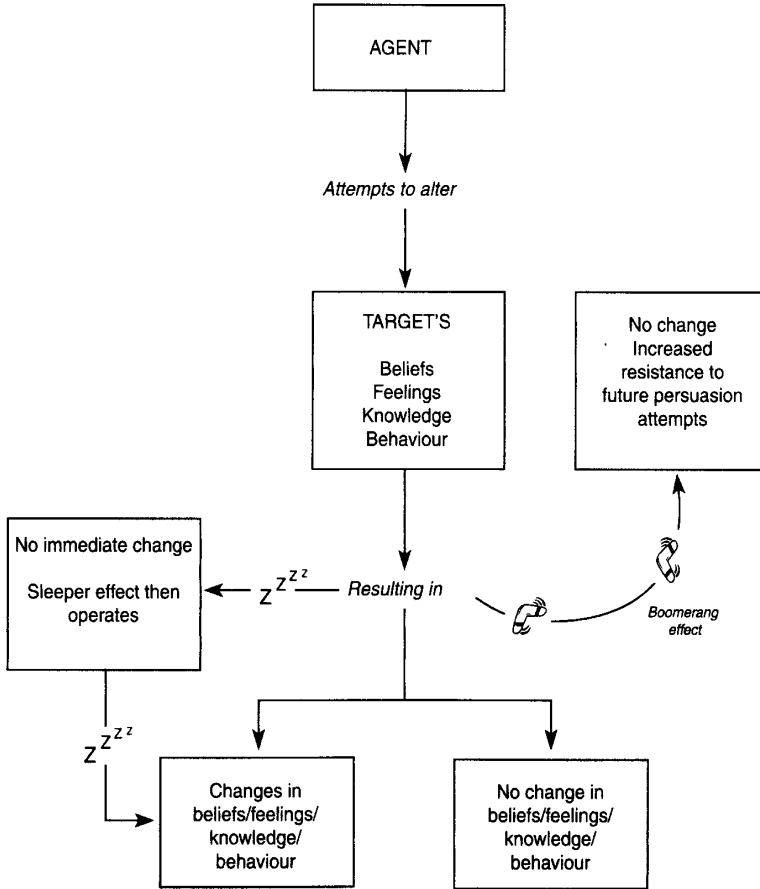 AGENT
Attempts to alter
TARGET'S
Beliefs
Feelings
Knowledge
Behaviour
No change
Increased
resistance to
future persuasion
attempts
No immediate change
Sleeper effect then
operates
z z z z
Resulting in
Boomerang
effect
z z z z
Changes in
beliefs/feelings/
knowledge/
behaviour
No change in
beliefs/feelings/
knowledge/
behaviour